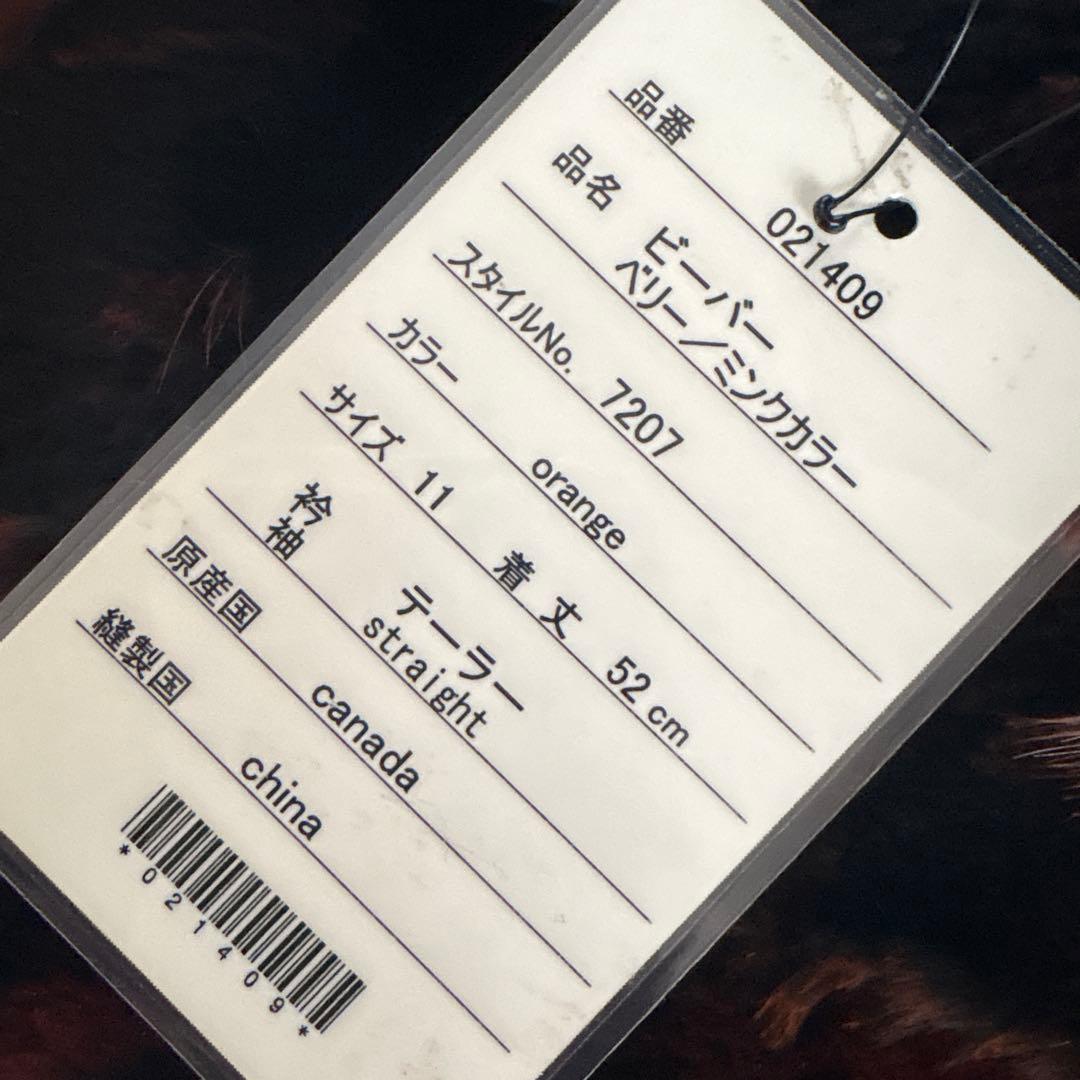 品番 021409
品名 ビーバー
ベリー/ミンクカラー
スタイルNo. 7207
カラー orange
サイズ 11 着丈 52 cm
衿 テーラー
袖 straight
原産国 canada
縫製国 china
*021409*